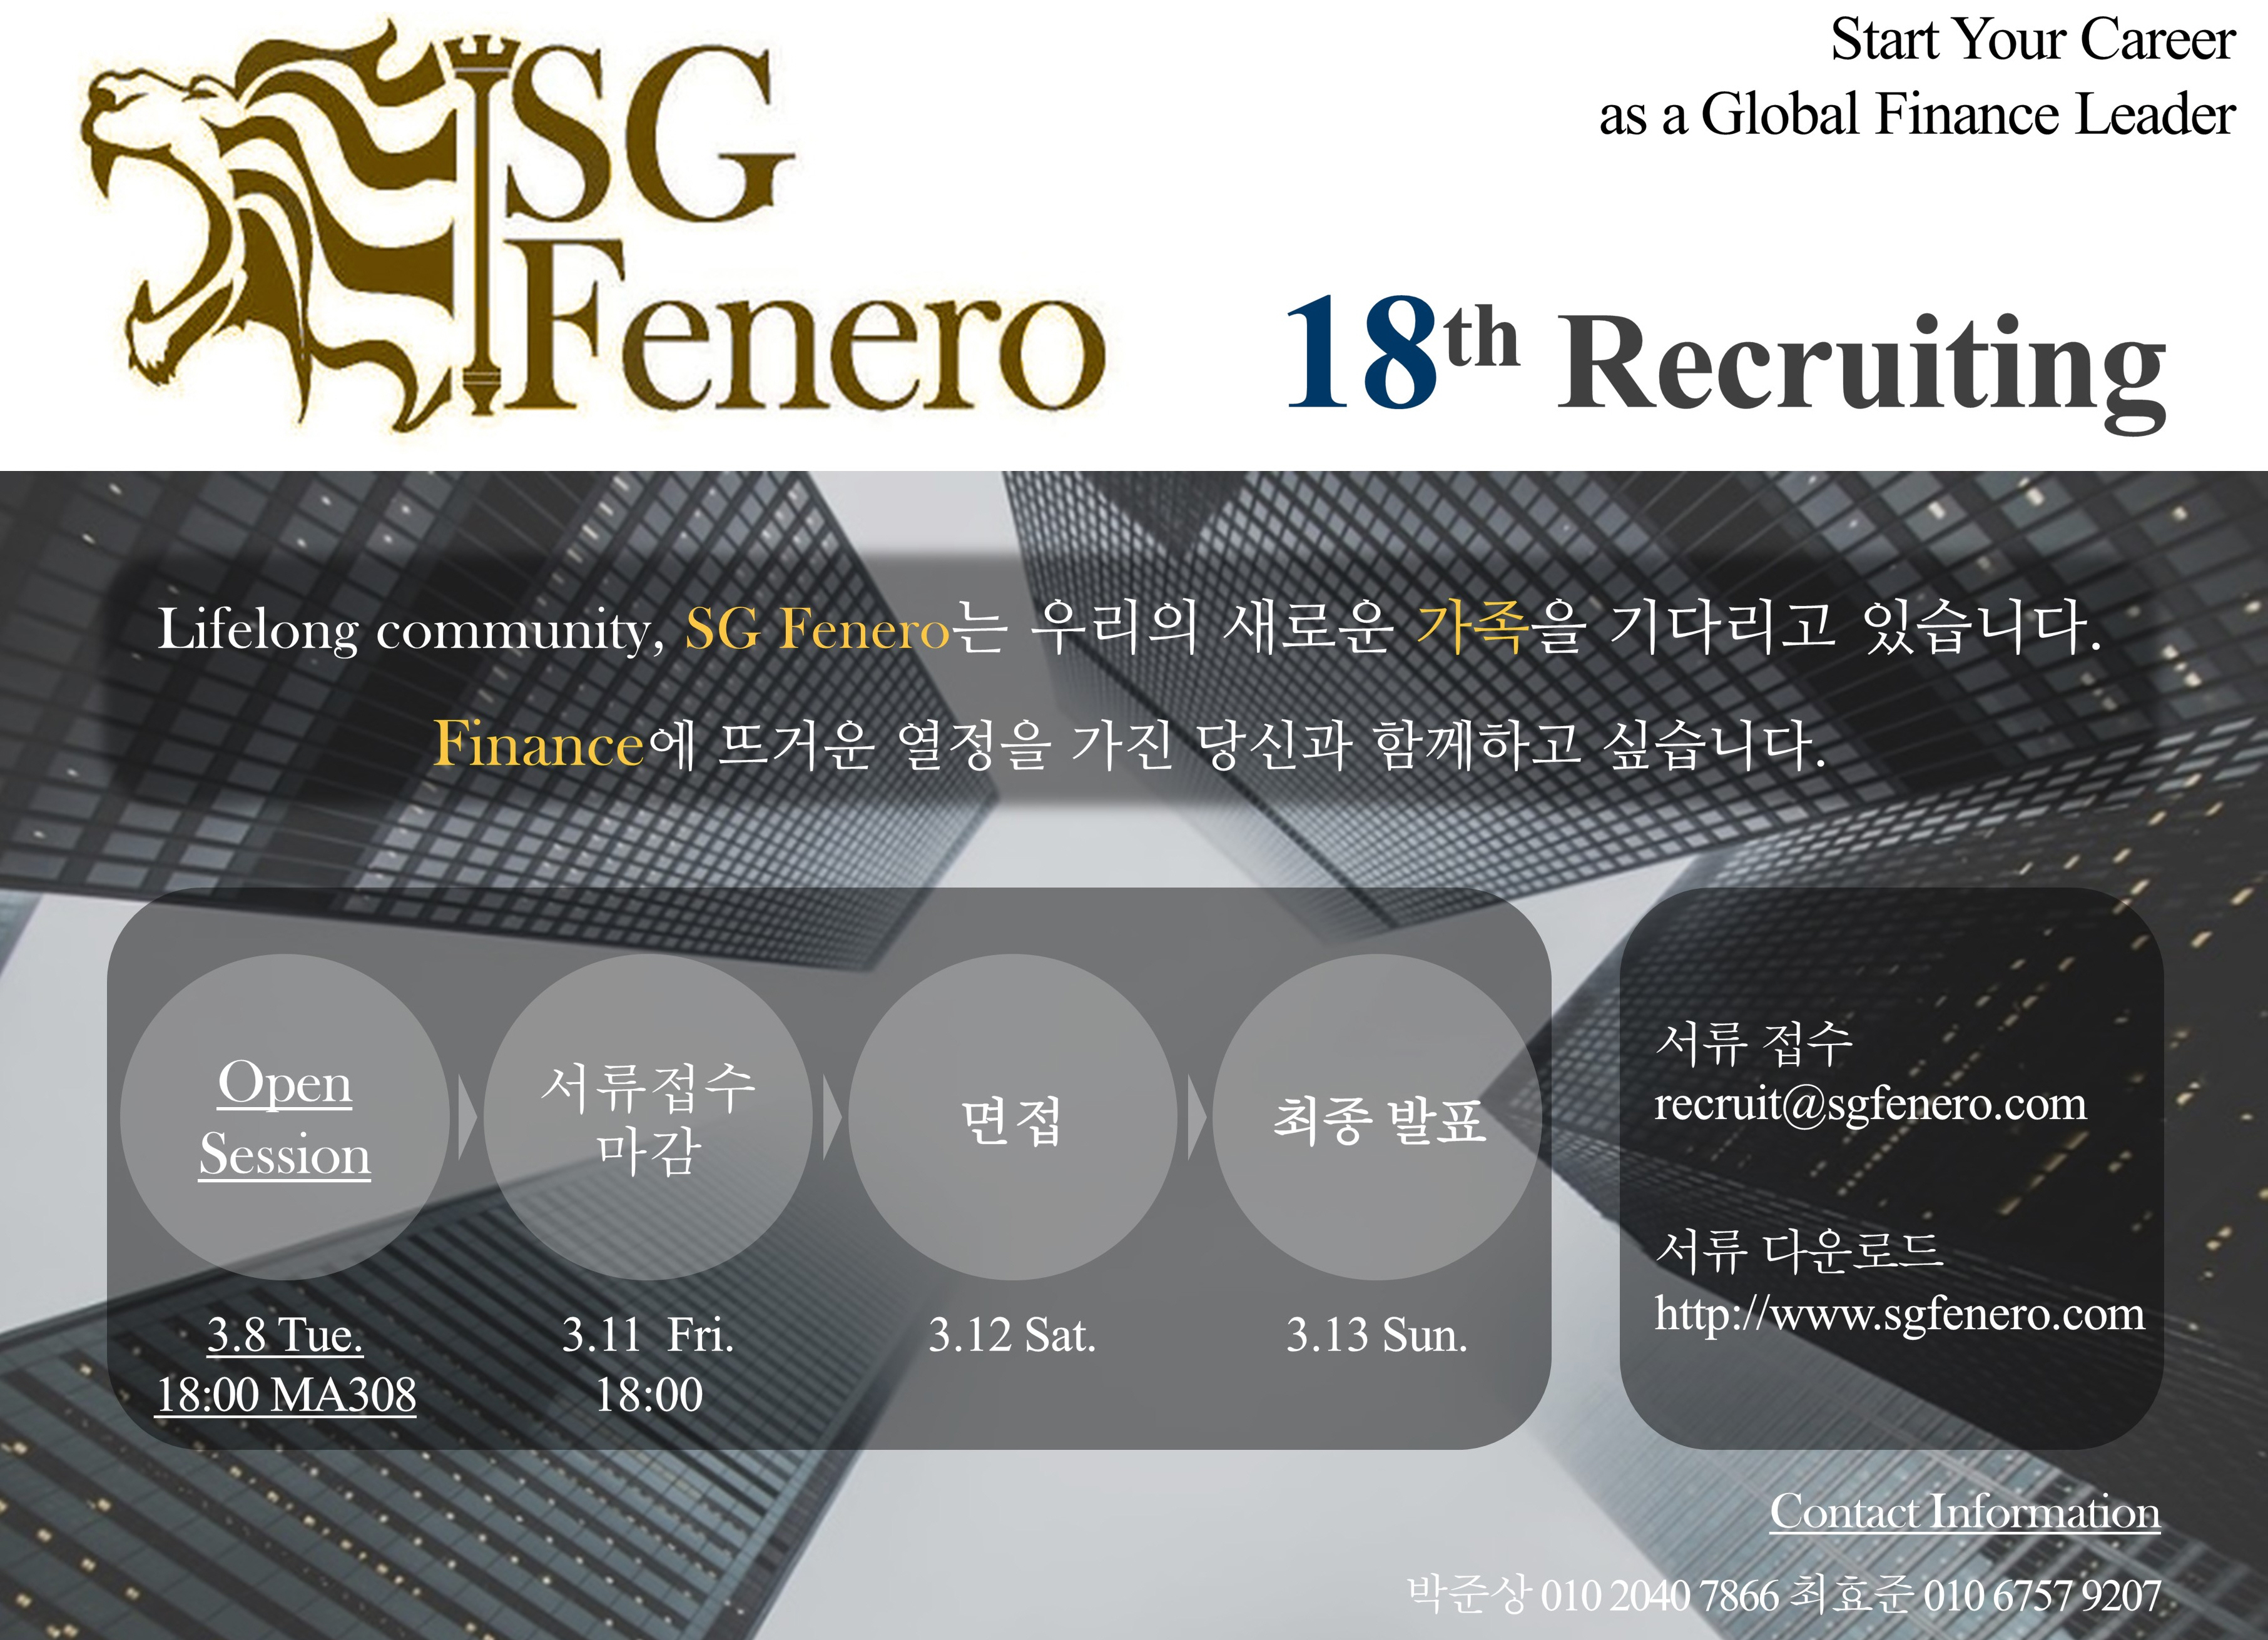 SG
Fenero
Start Your Career
as a Global Finance Leader
18th Recruiting
Lifelong community, SG Fenero는 우리의 새로운 가족을 기다리고 있습니다.
Finance에 뜨거운 열정을 가진 당신과 함께하고 싶습니다.
Open
Session
3.8 Tue.
18:00 MA308
서류접수
마감
3.11 Fri.
18:00
면접
3.12 Sat.
최종 발표
3.13 Sun.
서류 접수
recruit@sgfenero.com
서류 다운로드
http://www.sgfenero.com
Contact Information
박준상 010 2040 7866 최효준 010 6757 9207